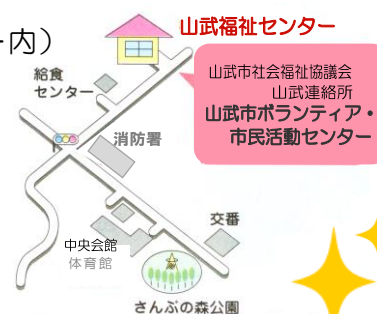 ー内）
山武福祉センター
山武市社会福祉協議会
山武連絡所
山武市ボランティア・
市民活動センター
給食
センター
消防署
交番
中央会館
体育館
さんぶの森公園